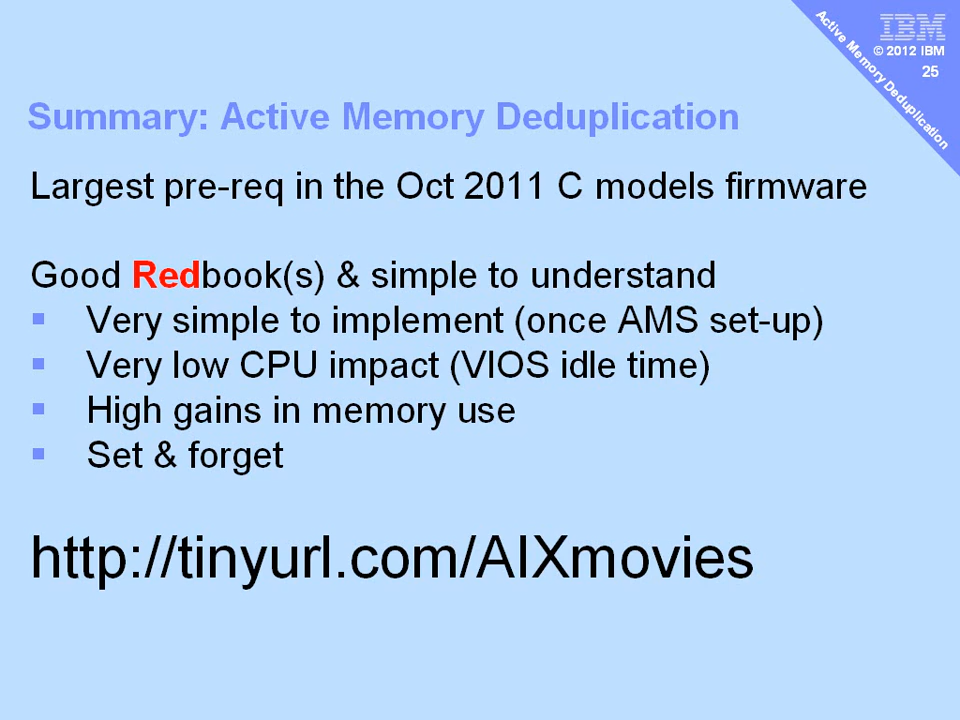 Active Memory Deduplication
IBM
© 2012 IBM
25
Summary: Active Memory Deduplication
Largest pre-req in the Oct 2011 C models firmware
Good Redbook(s) & simple to understand
▪ Very simple to implement (once AMS set-up)
▪ Very low CPU impact (VIOS idle time)
▪ High gains in memory use
▪ Set & forget
http://tinyurl.com/AIXmovies